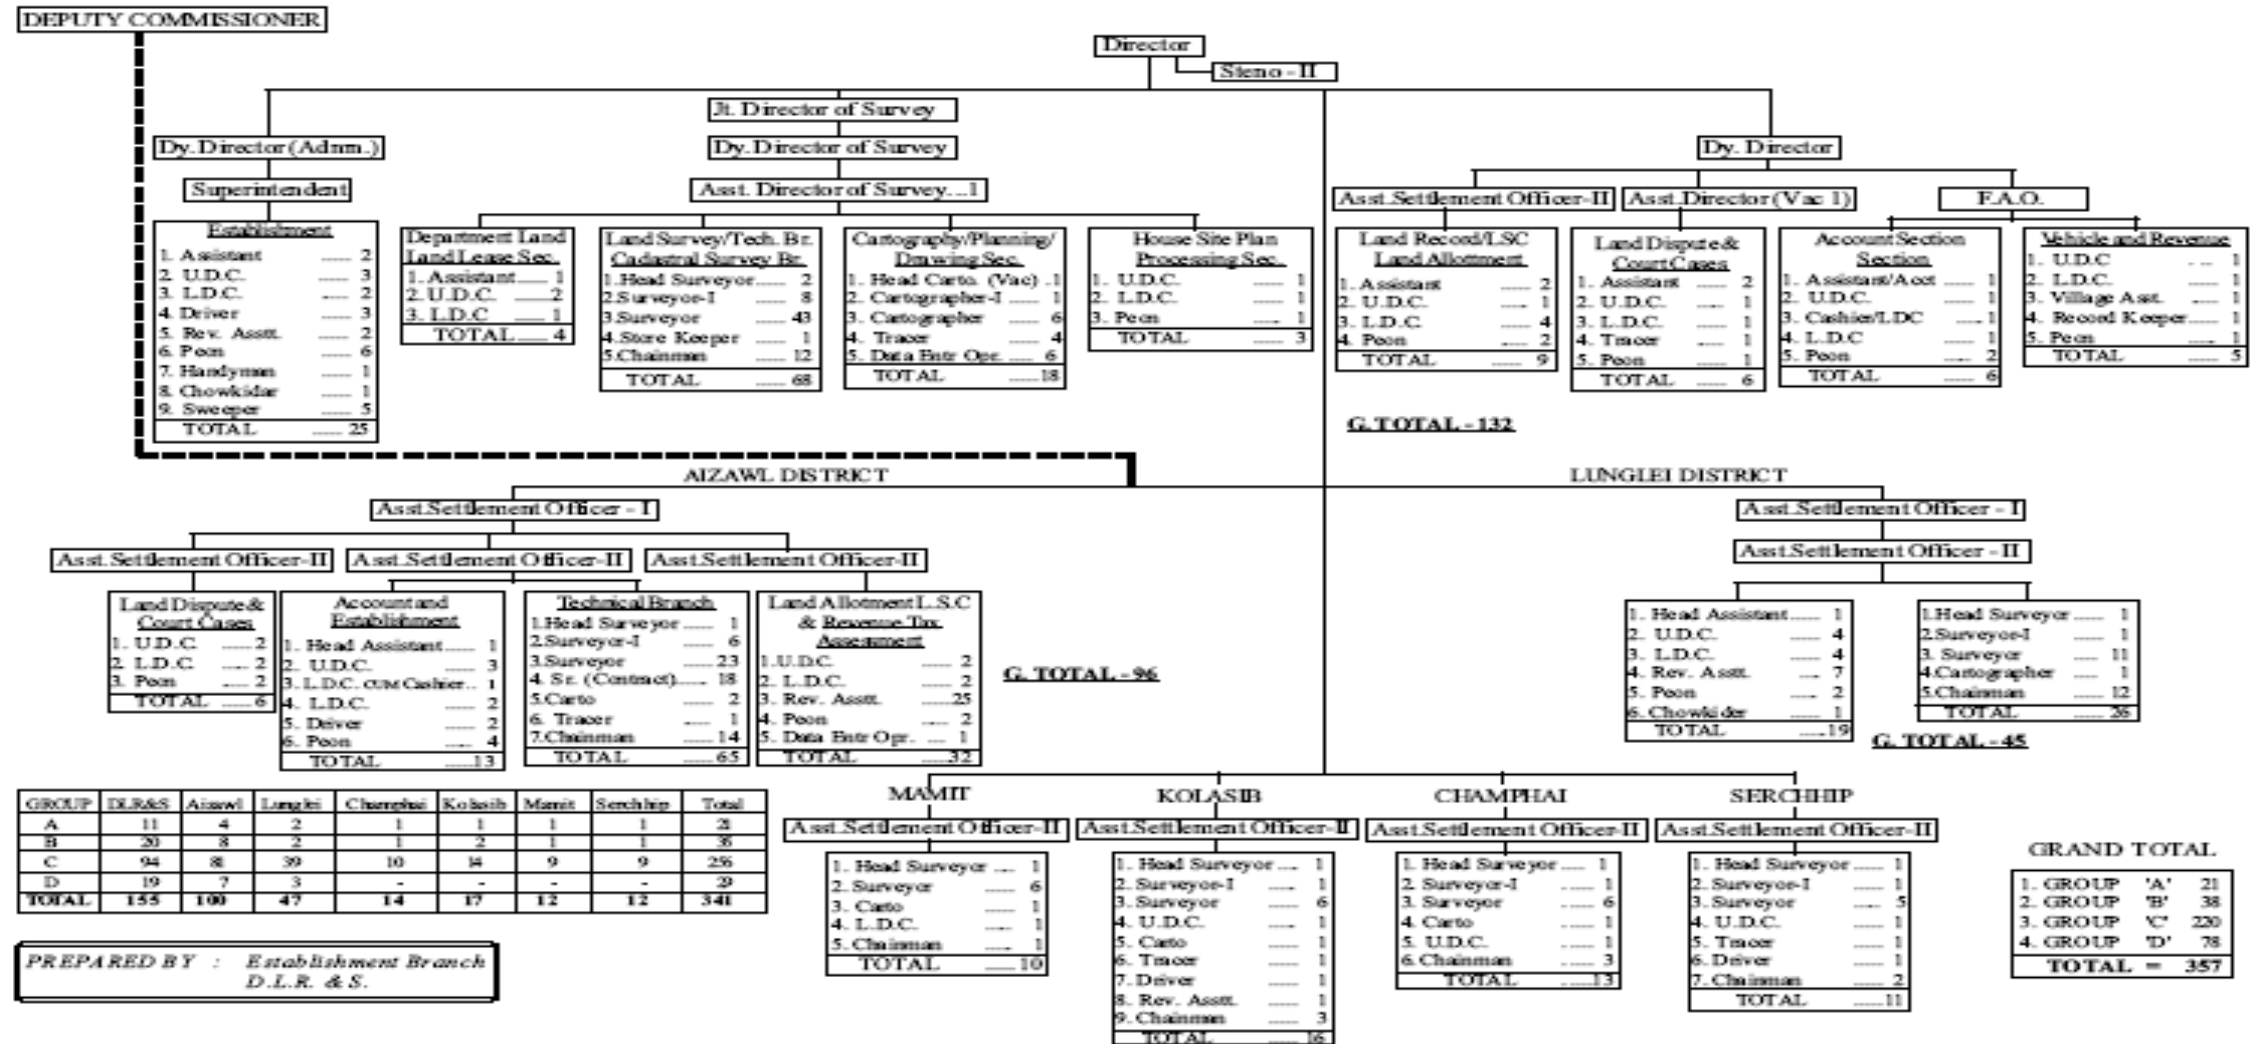 DEPUTY COMMISSIONER
Director
Steno - II
Jt. Director of Survey
Dy. Director (Admn.)
Dy. Director of Survey
Dy. Director
Superintendent
Asst. Director of Survey...1
Asst. Settlement Officer-II
Asst. Director (Vac 1)
F.A.O.
Establishment
1. Assistant ...... 2
2. U.D.C. ...... 3
3. L.D.C. ...... 2
4. Driver ...... 3
5. Rev. Asstt. ...... 2
6. Peon ...... 6
7. Handyman ...... 1
8. Chowkidar ...... 1
9. Sweeper ...... 5
TOTAL ...... 25
Department Land
Land Lease Sec.
1. Assistant ...... 1
2. U.D.C. ...... 2
3. L.D.C ...... 1
TOTAL ...... 4
Land Survey/Tech. Br.
Cadastral Survey Br.
1.Head Surveyor ...... 2
2.Surveyor-I ...... 8
3.Surveyor ...... 43
4.Store Keeper ...... 1
5.Chainman ...... 12
TOTAL ...... 68
Cartography/Planning/
Drawing Sec.
1. Head Carto. (Vac) .1
2. Cartographer-I ...... 1
3. Cartographer ...... 6
4. Tracer ...... 4
5. Data Entr Opr. ...... 6
TOTAL ......18
House Site Plan
Processing Sec.
1. U.D.C. ...... 1
2. L.D.C. ...... 1
3. Peon ...... 1
TOTAL ...... 3
Land Record/LSC
Land Allottment
1. Assistant ...... 2
2. U.D.C. ...... 1
3. L.D.C. ...... 4
4. Peon ...... 2
TOTAL ...... 9
Land Dispute &
Court Cases
1. Assistant ...... 2
2. U.D.C. ...... 1
3. L.D.C. ...... 1
4. Tracer ...... 1
5. Peon ...... 1
TOTAL ...... 6
Account Section
Section
1. Assistant/Acct ...... 1
2. U.D.C. ...... 1
3. Cashier/LDC ...... 1
4. L.D.C ...... 1
5. Peon ...... 2
TOTAL ...... 6
Vehicle and Revenue
1. U.D.C ... 1
2. L.D.C. ...... 1
3. Village Asst. ...... 1
4. Record Keeper ...... 1
5. Peon ...... 1
TOTAL ...... 5
G. TOTAL - 132
AIZAWL DISTRICT
LUNGLEI DISTRICT
Asst.Settlement Officer - I
Asst.Settlement Officer - I
Asst.Settlement Officer-II
Asst.Settlement Officer-II
Asst.Settlement Officer-II
Asst.Settlement Officer - II
Land Dispute &
Court Cases
1. U.D.C. ...... 2
2. L.D.C. ...... 2
3. Peon ...... 2
TOTAL ...... 6
Account and
Establishment
1. Head Assistant ...... 1
2. U.D.C. ...... 3
3. L.D.C. CUM Cashier .. 1
4. L.D.C. ...... 2
5. Driver ...... 2
6. Peon ...... 4
TOTAL ......13
Technical Branch
1.Head Surveyor ...... 1
2.Surveyor-I ...... 6
3.Surveyor ......23
4. Sr. (Contract)...... 18
5.Carto ...... 2
6. Tracer ...... 1
7.Chainman ......14
TOTAL ......65
Land Allotment L.S.C
& Revenue Tax
Assessment
1.U.D.C. ...... 2
2. L.D.C. ...... 2
3. Rev. Asstt. ......25
4. Peon ...... 2
5. Data Entr Opr. ... 1
TOTAL ......32
G. TOTAL - 96
1. Head Assistant ...... 1
2. U.D.C. ...... 4
3. L.D.C. ...... 4
4. Rev. Asstt. ...... 7
5. Peon ...... 2
6. Chowkider ...... 1
TOTAL ......19
1.Head Surveyor ...... 1
2.Surveyor-I ...... 1
3. Surveyor ...... 11
4.Cartographer ...... 1
5.Chainman ...... 12
TOTAL ...... 26
G. TOTAL - 45
MAMIT
Asst.Settlement Officer-II
1. Head Surveyor .... 1
2. Surveyor ...... 6
3. Carto ...... 1
4. L.D.C. ...... 1
5. Chainman ...... 1
TOTAL ......10
KOLASIB
Asst.Settlement Officer-II
1. Head Surveyor .... 1
2. Surveyor-I ...... 1
3. Surveyor ...... 6
4. U.D.C. ...... 1
5. Carto ...... 1
6. Tracer ...... 1
7. Driver ...... 1
8. Rev. Asstt. ...... 1
9. Chainman ...... 3
TOTAL ...... 16
CHAMPHAI
Asst.Settlement Officer-II
1. Head Surveyor .... 1
2. Surveyor-I ...... 1
3. Surveyor ...... 6
4. Carto ...... 1
5. U.D.C. ...... 1
6. Chainman ...... 3
TOTAL ......13
SERCHHIP
Asst.Settlement Officer-II
1. Head Surveyor .... 1
2. Surveyor-I ...... 1
3. Surveyor ...... 5
4. U.D.C. ...... 1
5. Tracer ...... 1
6. Driver ...... 1
7. Chainman ...... 2
TOTAL ......11
GROUP DLR&S Aizawl Lunglei Champhai Kolasib Mamit Serchhip Total
A 11 4 2 1 1 1 1 21
B 20 8 2 1 2 1 1
C 94 81 39 10 14 9 9 256
D 19 7 3 - - - - 29
TOTAL 155 100 47 14 17 12 12 341
PREPARED BY : Establishment Branch
D.L.R. & S.
GRAND TOTAL
1. GROUP 'A' 21
2. GROUP 'B' 38
3. GROUP 'C' 220
4. GROUP 'D' 78
TOTAL = 357